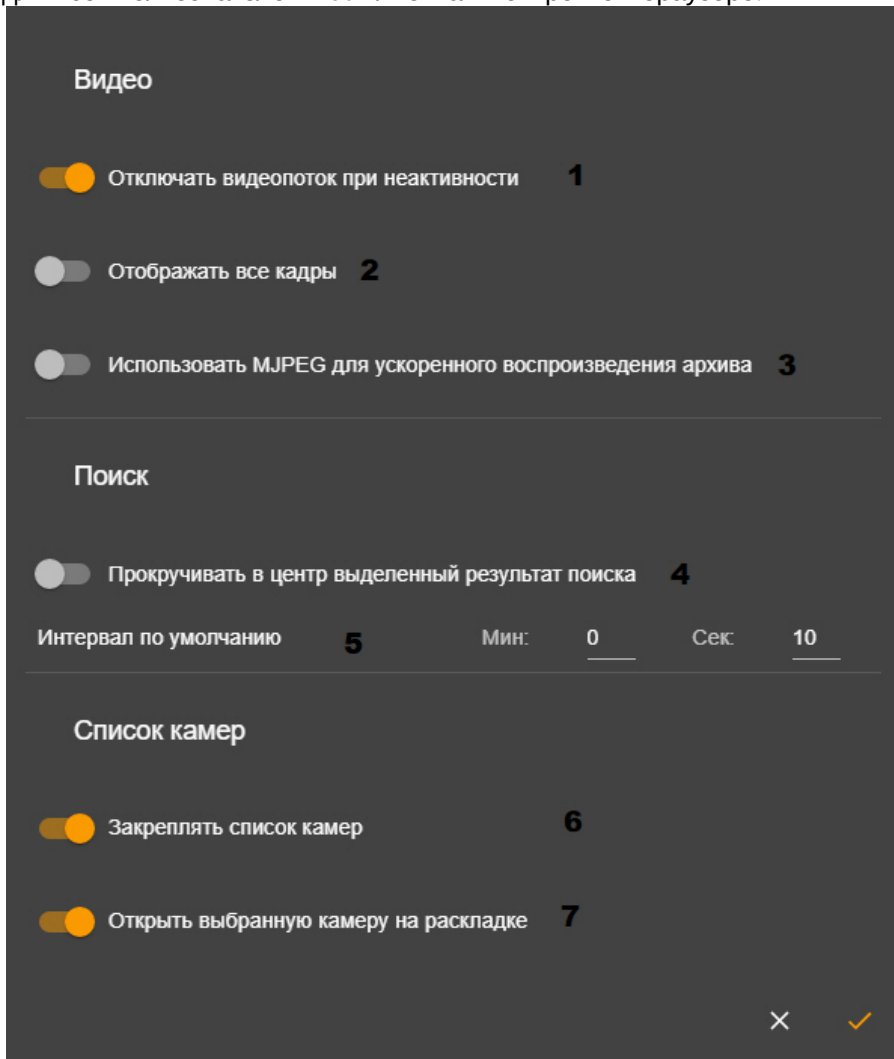 Видео
Отключать видеопоток при неактивности 1
Отображать все кадры 2
Использовать MJPEG для ускоренного воспроизведения архива 3
Поиск
Прокручивать в центр выделенный результат поиска 4
Интервал по умолчанию 5 Мин: 0 Сек: 10
Список камер
Закреплять список камер 6
Открыть выбранную камеру на раскладке 7